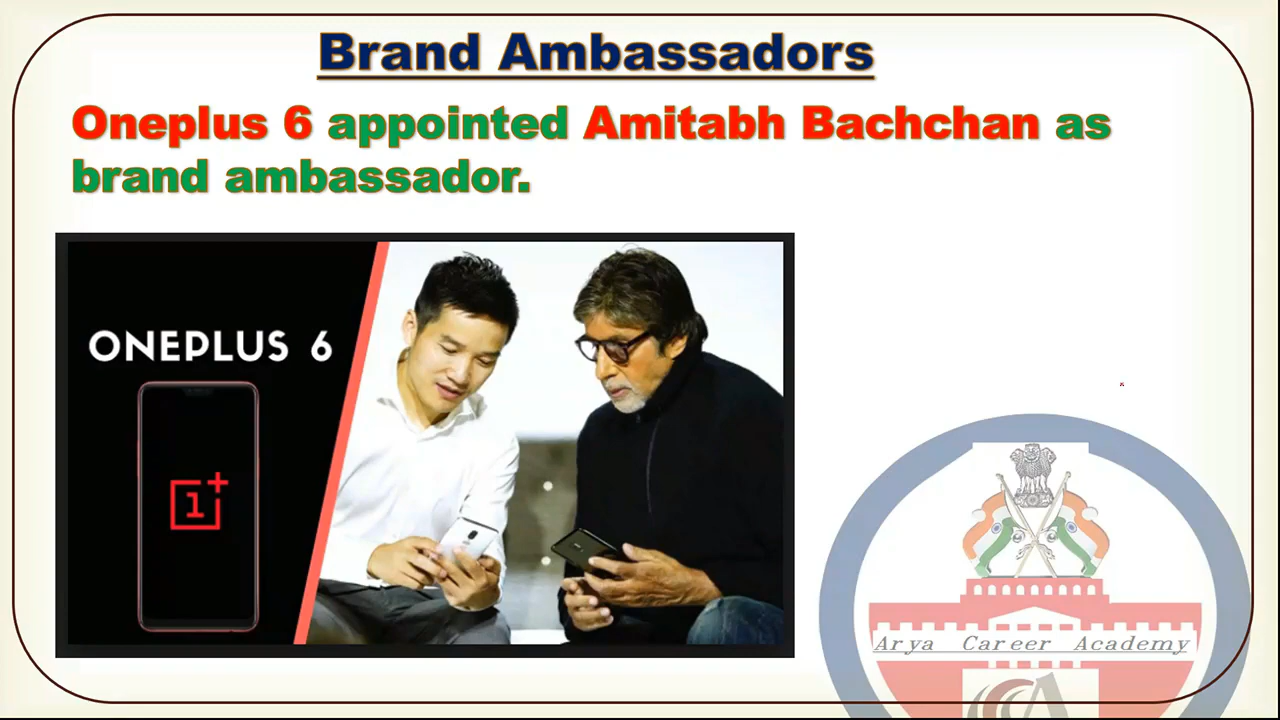 Brand Ambassadors
Oneplus 6 appointed Amitabh Bachchan as
brand ambassador.
ONEPLUS 6
1+
Arya Career Academy